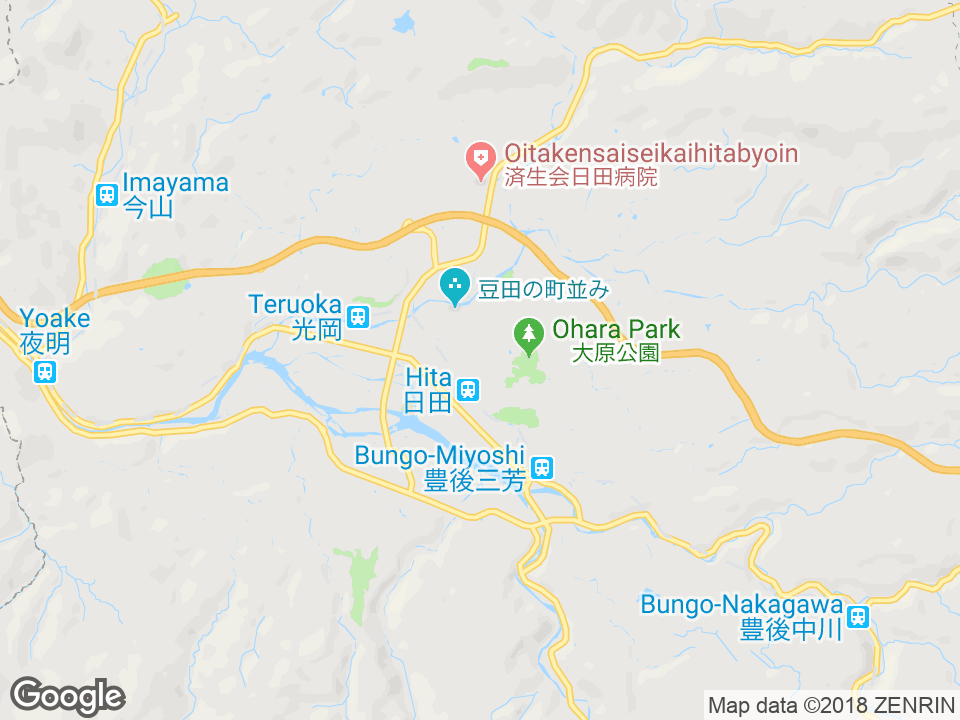 Oitakensaiseikaihitabyoin
済生会日田病院
Imayama
今山
豆田の町並み
Teruoka
光岡
Yoake
夜明
Ohara Park
大原公園
Hita
日田
Bungo-Miyoshi
豊後三芳
Bungo-Nakagawa
豊後中川
Google
Map data ©2018 ZENRIN